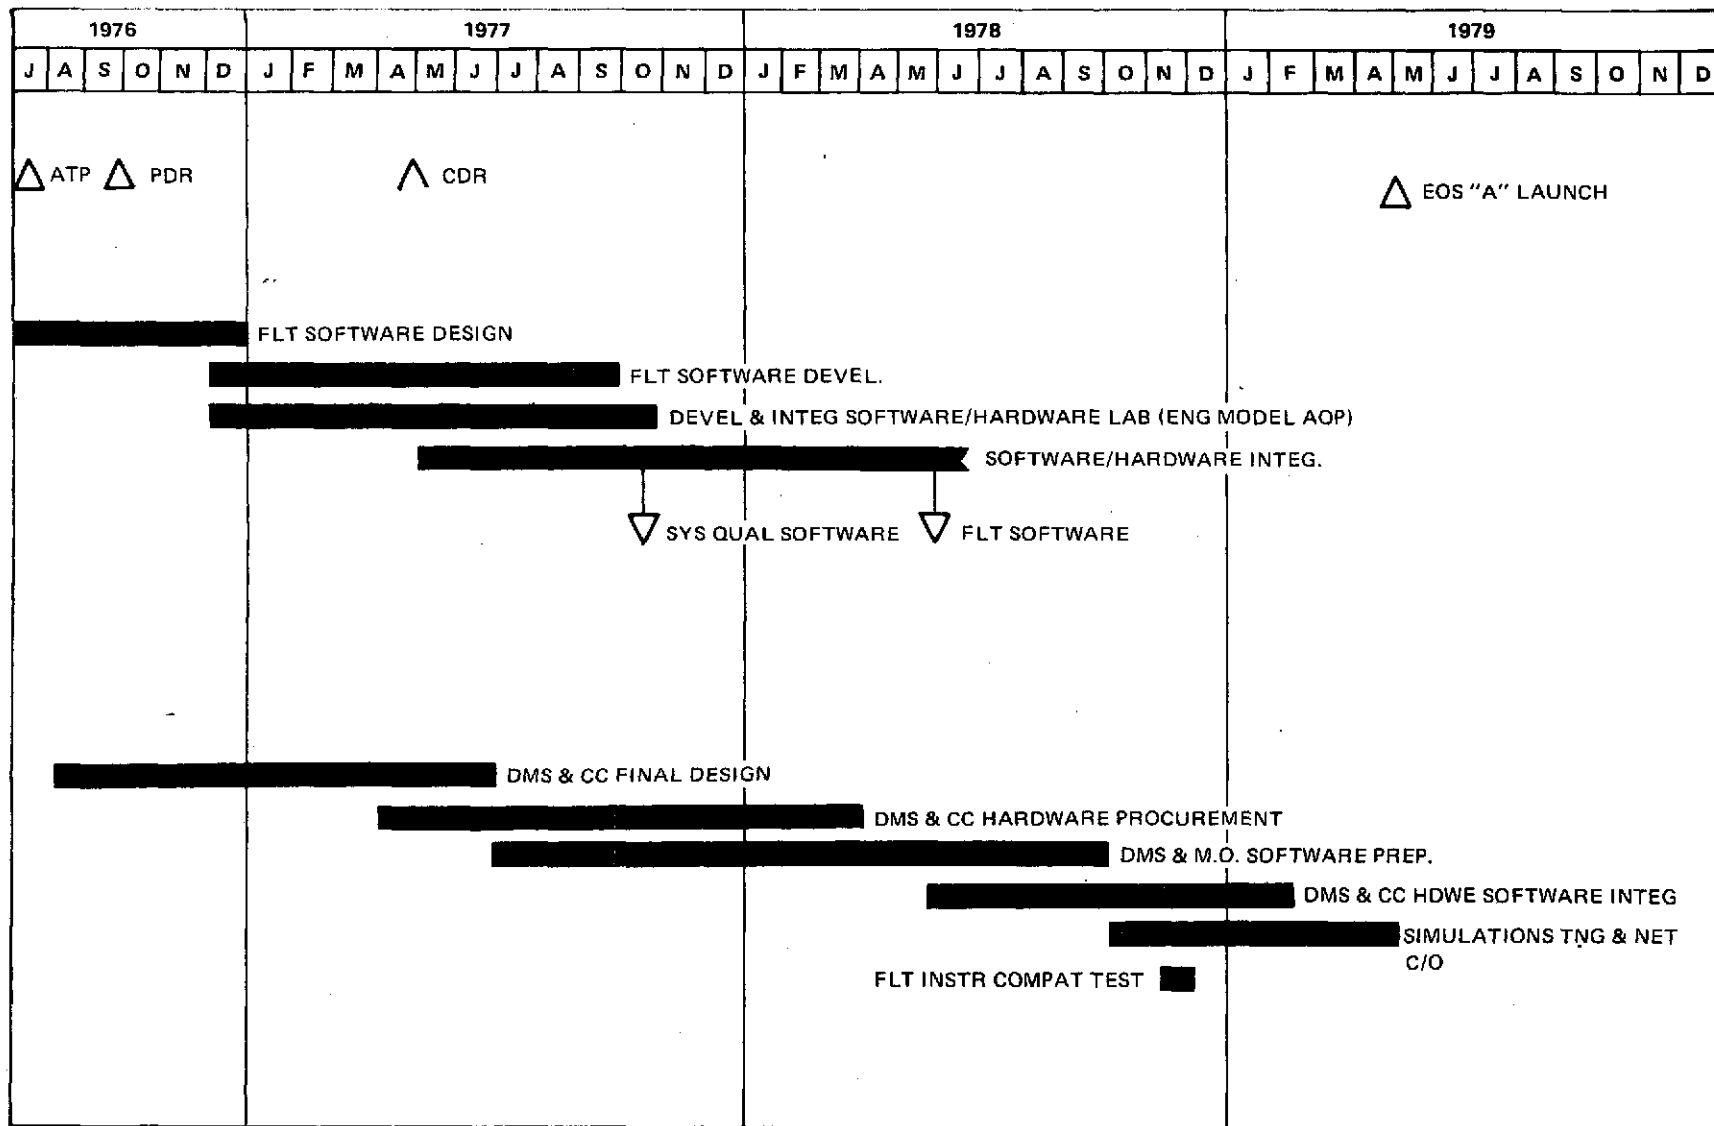 1976 1977 1978 1979
J A S O N D J F M A M J J A S O N D J F M A M J J A S O N D J F M A M J J A S O N D
ATP PDR CDR
EOS "A" LAUNCH
FLT SOFTWARE DESIGN
FLT SOFTWARE DEVEL.
DEVEL & INTEG SOFTWARE/HARDWARE LAB (ENG MODEL AOP)
SOFTWARE/HARDWARE INTEG.
SYS QUAL SOFTWARE FLT SOFTWARE
DMS & CC FINAL DESIGN
DMS & CC HARDWARE PROCUREMENT
DMS & M.O. SOFTWARE PREP.
DMS & CC HDWE SOFTWARE INTEG
SIMULATIONS TNG & NET
C/O
FLT INSTR COMPAT TEST